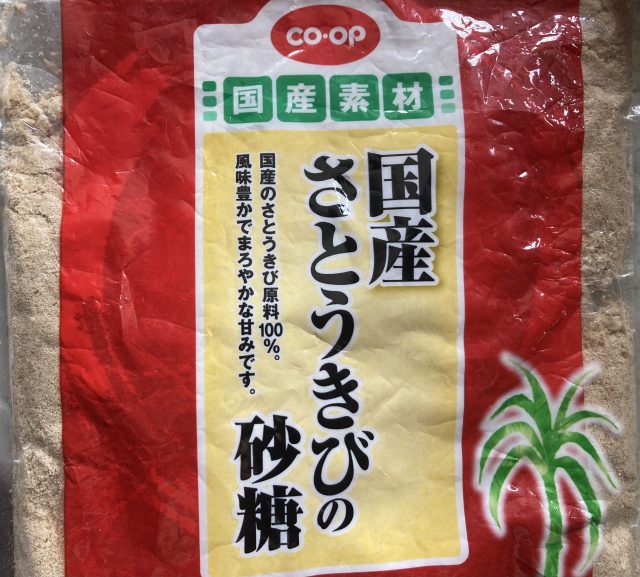 CO·OP
国産素材
国産
さとうきびの
砂糖
国産のさとうきび原料100%。
風味豊かでまろやかな甘みです。